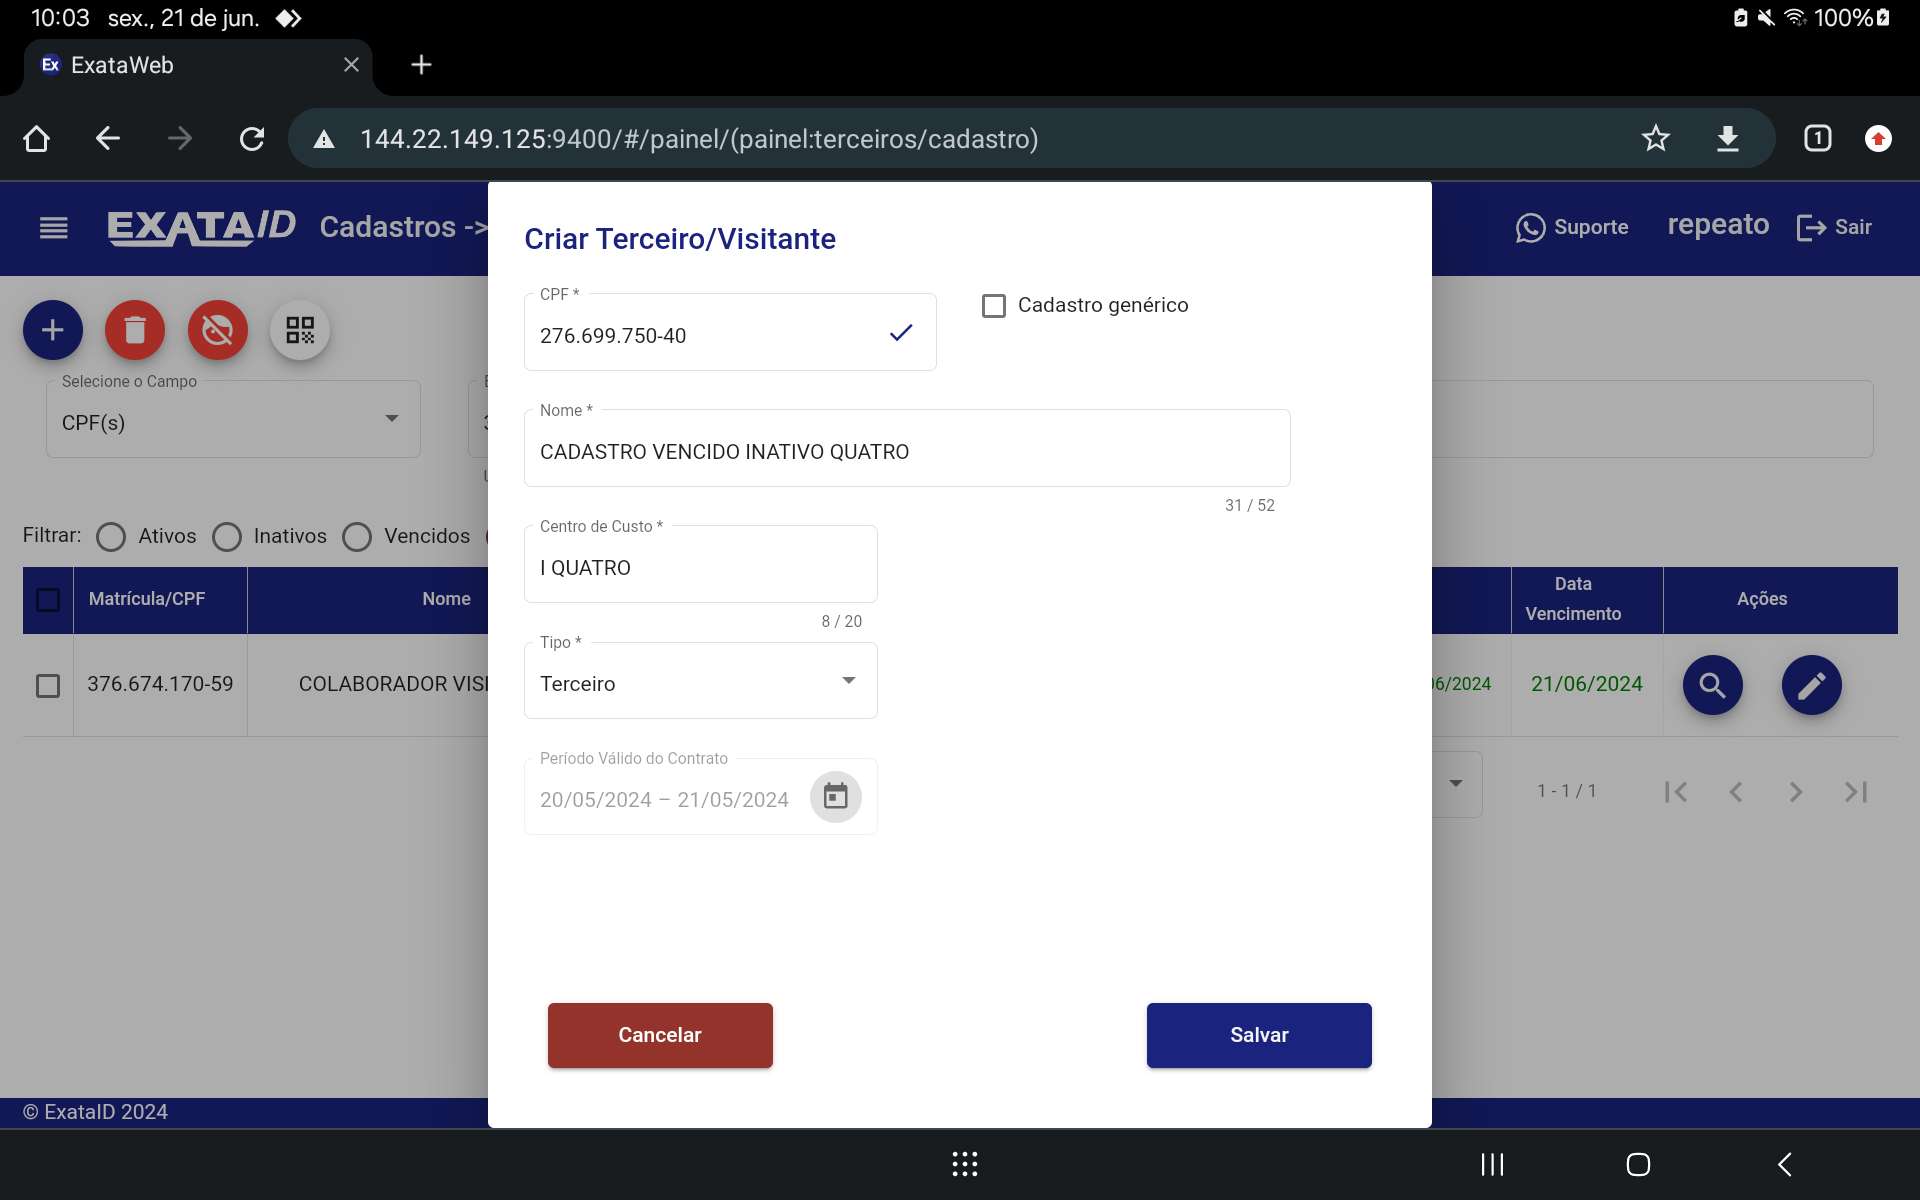 10:03 sex., 21 de jun. 100%
Ex ExataWeb
144.22.149.125:9400/#/painel/(painel:terceiros/cadastro) 1
EXATAID Cadastros -> Suporte repeato Sair
Criar Terceiro/Visitante
CPF *
276.699.750-40
Cadastro genérico
Selecione o Campo
CPF(s)
Nome *
CADASTRO VENCIDO INATIVO QUATRO
31 / 52
Filtrar: Ativos Inativos Vencidos
Centro de Custo *
I QUATRO
8 / 20
Matrícula/CPF Nome Data Vencimento Ações
Tipo *
Terceiro
376.674.170-59 COLABORADOR VISI 06/2024 21/06/2024
Período Válido do Contrato
20/05/2024 – 21/05/2024
1 - 1 / 1
Cancelar Salvar
© ExataID 2024